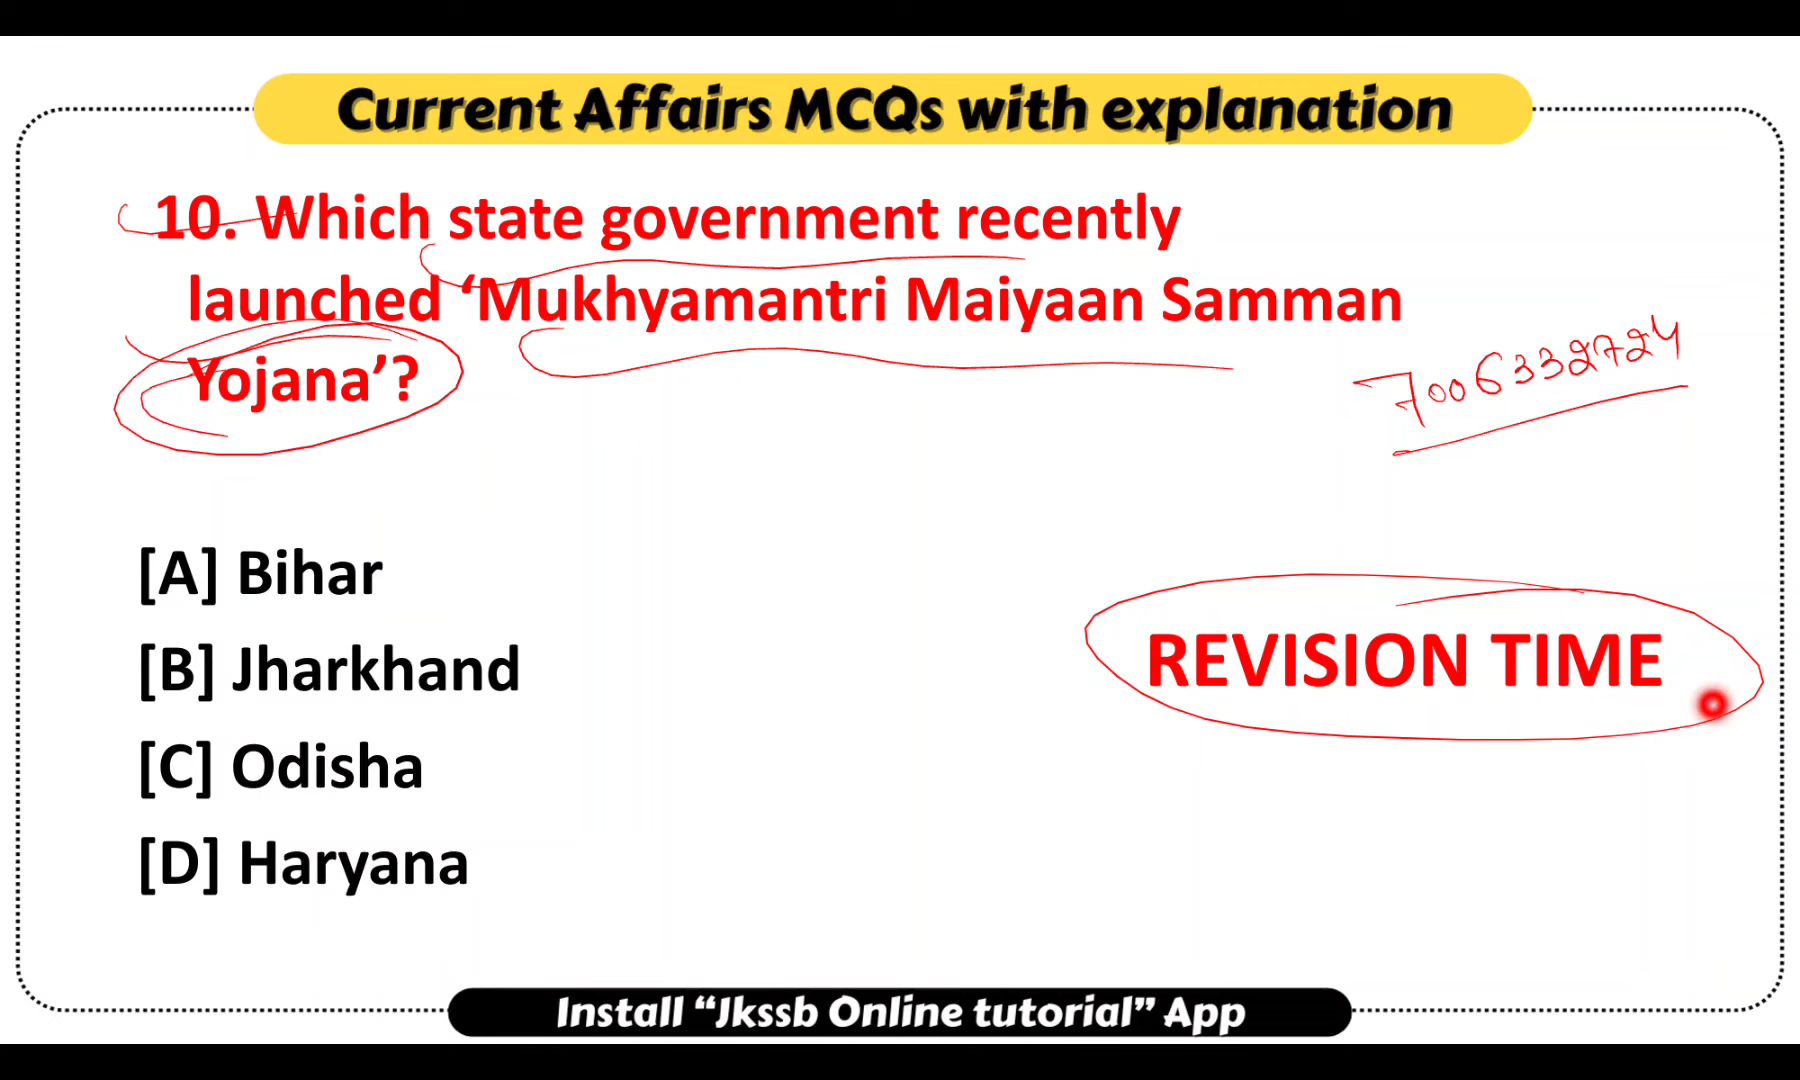 Current Affairs MCQs with explanation
10. Which state government recently
launched ‘Mukhyamantri Maiyaan Samman
Yojana’?
7006332724
[A] Bihar
[B] Jharkhand
[C] Odisha
[D] Haryana
REVISION TIME
Install “Jkssb Online tutorial” App